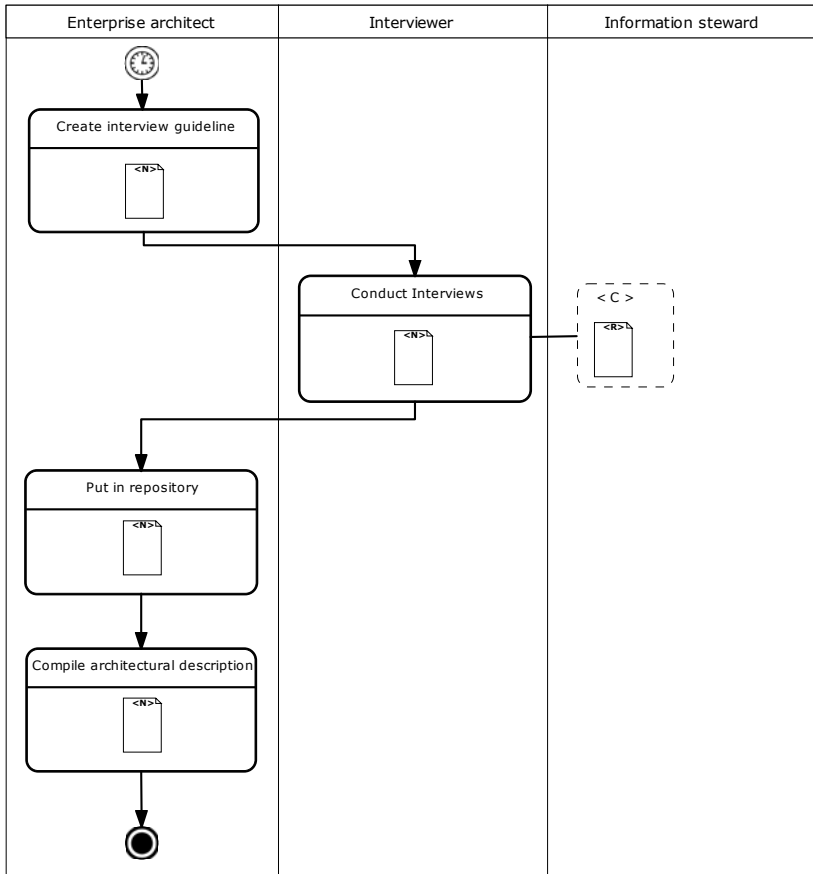 Enterprise architect
Interviewer
Information steward
Create interview guideline
<N>
Conduct Interviews
<N>
< C >
<R>
Put in repository
<N>
Compile architectural description
<N>